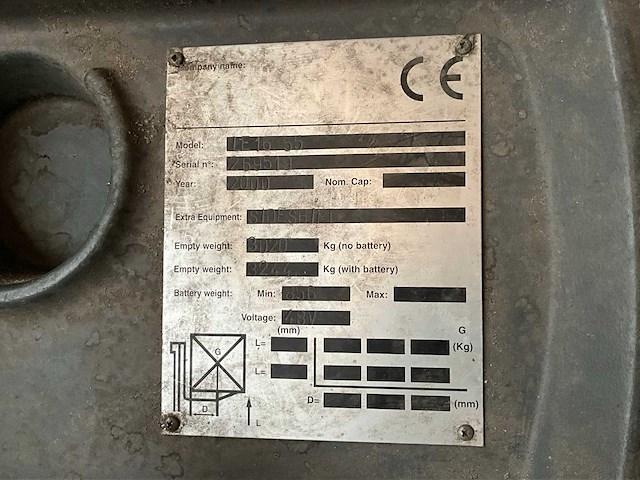 Company name:
CE
Model:
Serial n°:
Year: 2000 Nom. Cap:
Extra Equipment:
Empty weight: Kg (no battery)
Empty weight: Kg (with battery)
Battery weight: Min: 856 Max:
Voltage: 48V
(mm) G
L= (Kg)
L=
G
D D= (mm)
L